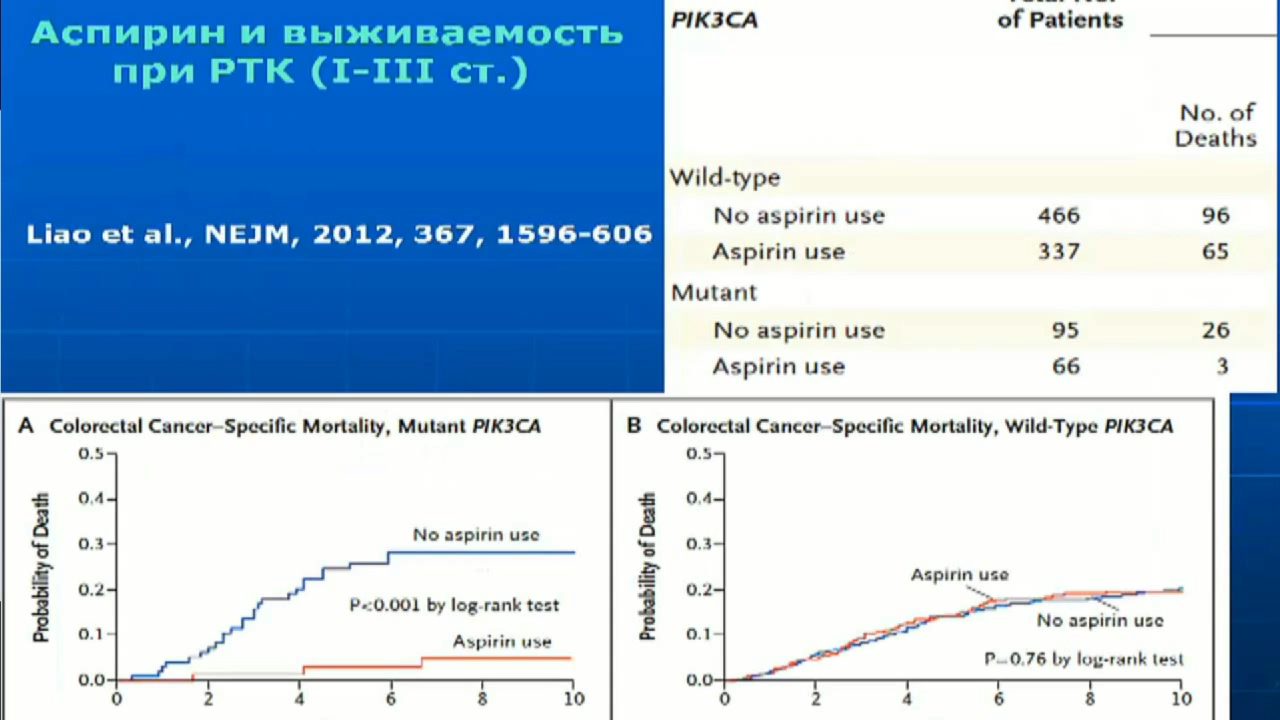 Аспирин и выживаемость
при РТК (I-III ст.)
Liao et al., NEJM, 2012, 367, 1596-606
PIK3CA
of Patients
No. of
Deaths
Wild-type
No aspirin use 466 96
Aspirin use 337 65
Mutant
No aspirin use 95 26
Aspirin use 66 3
A Colorectal Cancer–Specific Mortality, Mutant PIK3CA
Probability of Death
0.5
0.4
0.3
0.2
0.1
0.0
No aspirin use
P<0.001 by log-rank test
Aspirin use
0 2 4 6 8 10
B Colorectal Cancer–Specific Mortality, Wild-Type PIK3CA
Probability of Death
0.5
0.4
0.3
0.2
0.1
0.0
Aspirin use
No aspirin use
P=0.76 by log-rank test
0 2 4 6 8 10